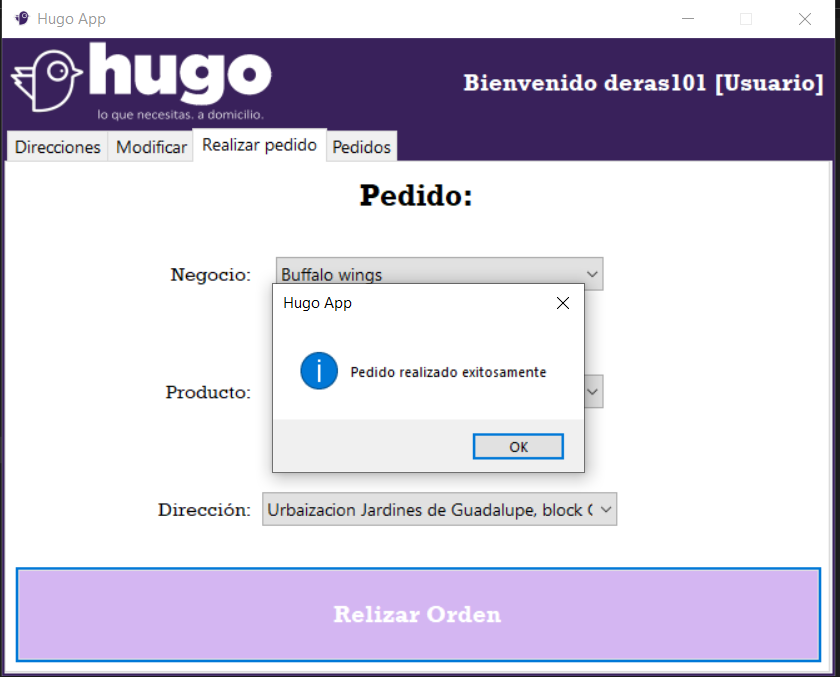 Hugo App
hugo
lo que necesitas. a domicilio.
Bienvenido deras101 [Usuario]
Direcciones
Modificar
Realizar pedido
Pedidos
Pedido:
Negocio:
Buffalo wings
Hugo App
Pedido realizado exitosamente
OK
Producto:
Dirección:
Urbaizacion Jardines de Guadalupe, block
Relizar Orden